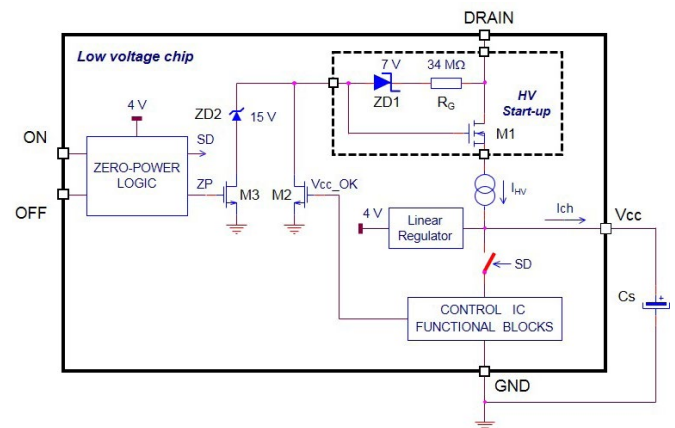 DRAIN
Low voltage chip
7 V
34 MΩ
ZD1
RG
HV
Start-up
M1
4 V
ZD2
15 V
ON
SD
ZERO-POWER
LOGIC
ZP
OFF
M3
M2
Vcc_OK
IHV
4 V
Linear
Regulator
Ich
Vcc
SD
Cs
+
CONTROL IC
FUNCTIONAL BLOCKS
GND